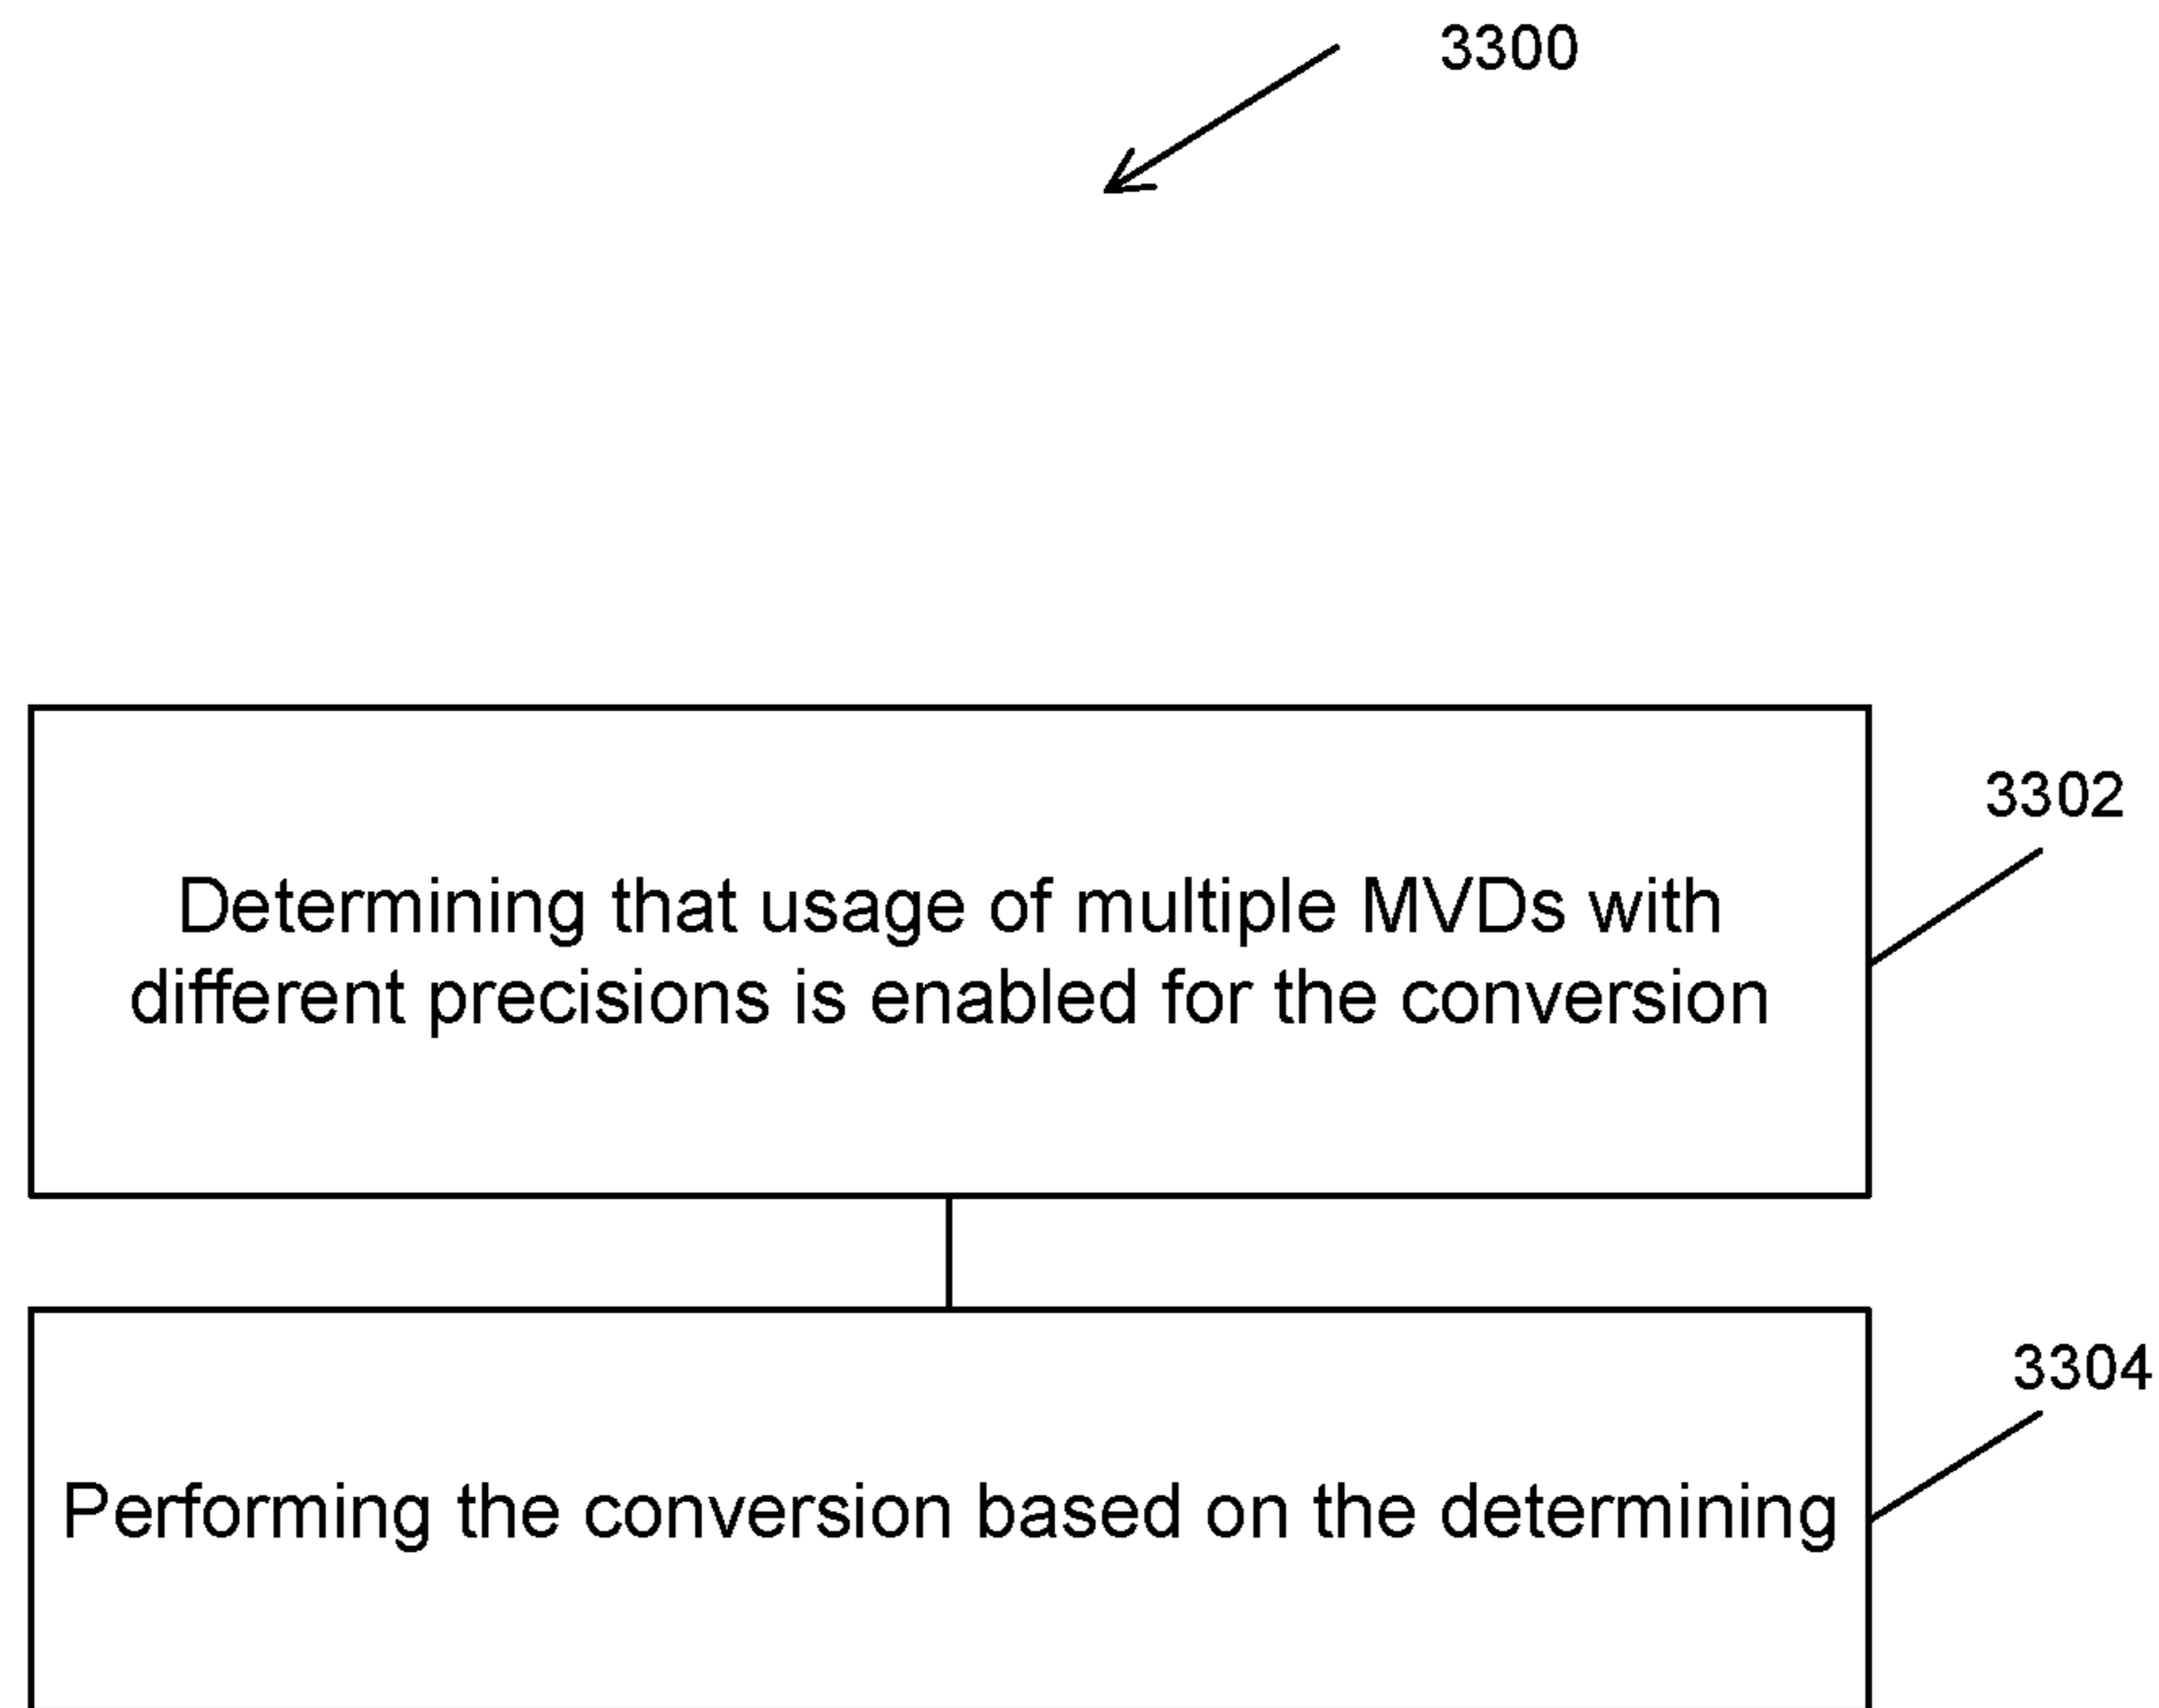 3300
3302
Determining that usage of multiple MVDs with
different precisions is enabled for the conversion
3304
Performing the conversion based on the determining